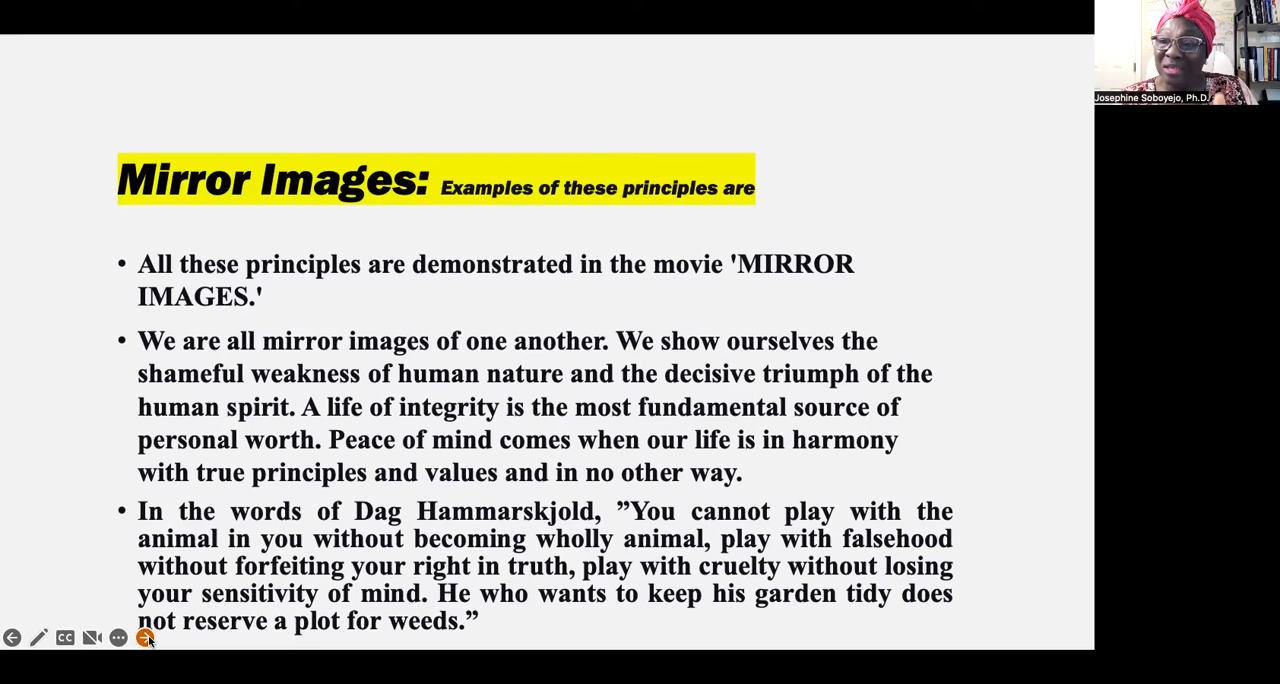 Josephine Soboyejo, Ph.D.
Mirror Images: Examples of these principles are
• All these principles are demonstrated in the movie 'MIRROR
IMAGES.'
• We are all mirror images of one another. We show ourselves the
shameful weakness of human nature and the decisive triumph of the
human spirit. A life of integrity is the most fundamental source of
personal worth. Peace of mind comes when our life is in harmony
with true principles and values and in no other way.
• In the words of Dag Hammarskjold, ”You cannot play with the
animal in you without becoming wholly animal, play with falsehood
without forfeiting your right in truth, play with cruelty without losing
your sensitivity of mind. He who wants to keep his garden tidy does
not reserve a plot for weeds.”
CC